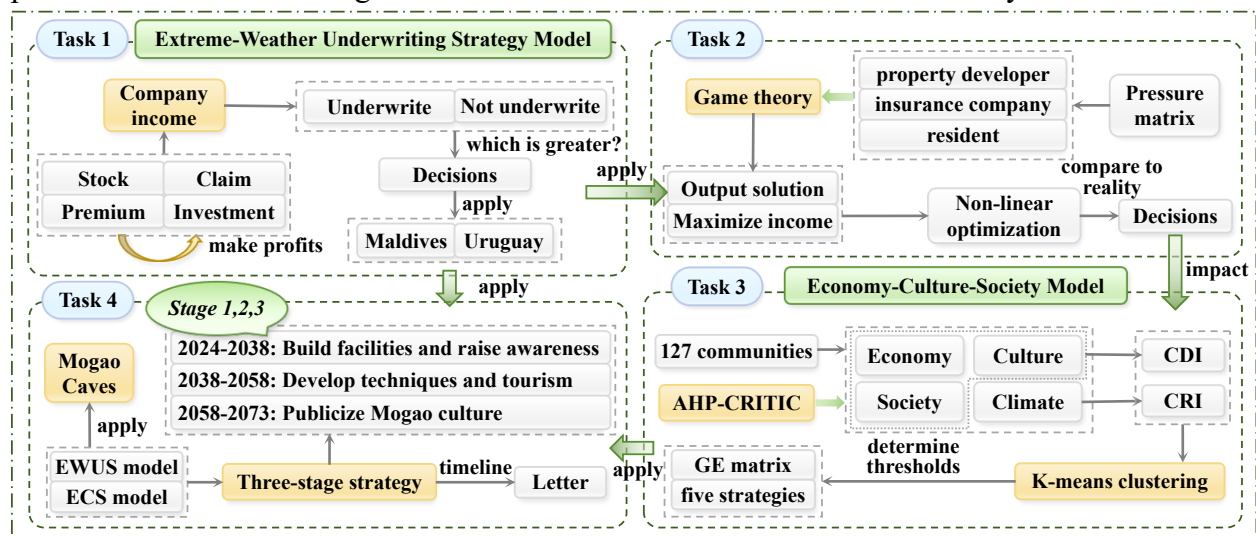 Task 1
Extreme-Weather Underwriting Strategy Model
Company
income
Underwrite
Not underwrite
which is greater?
Stock
Claim
Premium
Investment
make profits
Decisions
apply
Maldives
Uruguay
apply
apply
Task 2
Game theory
property developer
insurance company
resident
Pressure
matrix
Output solution
Maximize income
Non-linear
optimization
compare to
reality
Decisions
impact
Task 3
Economy-Culture-Society Model
127 communities
AHP-CRITIC
Economy
Culture
Society
Climate
CDI
CRI
determine
thresholds
K-means clustering
GE matrix
five strategies
apply
Task 4
Stage 1,2,3
2024-2038: Build facilities and raise awareness
2038-2058: Develop techniques and tourism
2058-2073: Publicize Mogao culture
Mogao
Caves
apply
EWUS model
ECS model
Three-stage strategy
timeline
Letter